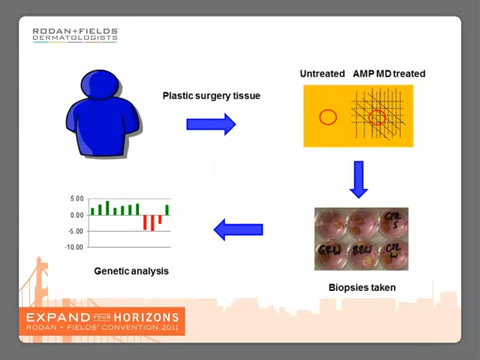 RODAN+FIELDS®
DERMATOLOGISTS
Plastic surgery tissue
Untreated AMP MD treated
5.00
0.00
-5.00
-10.00
Genetic analysis
Biopsies taken
EXPAND YOUR HORIZONS
RODAN + FIELDS' CONVENTION 2011